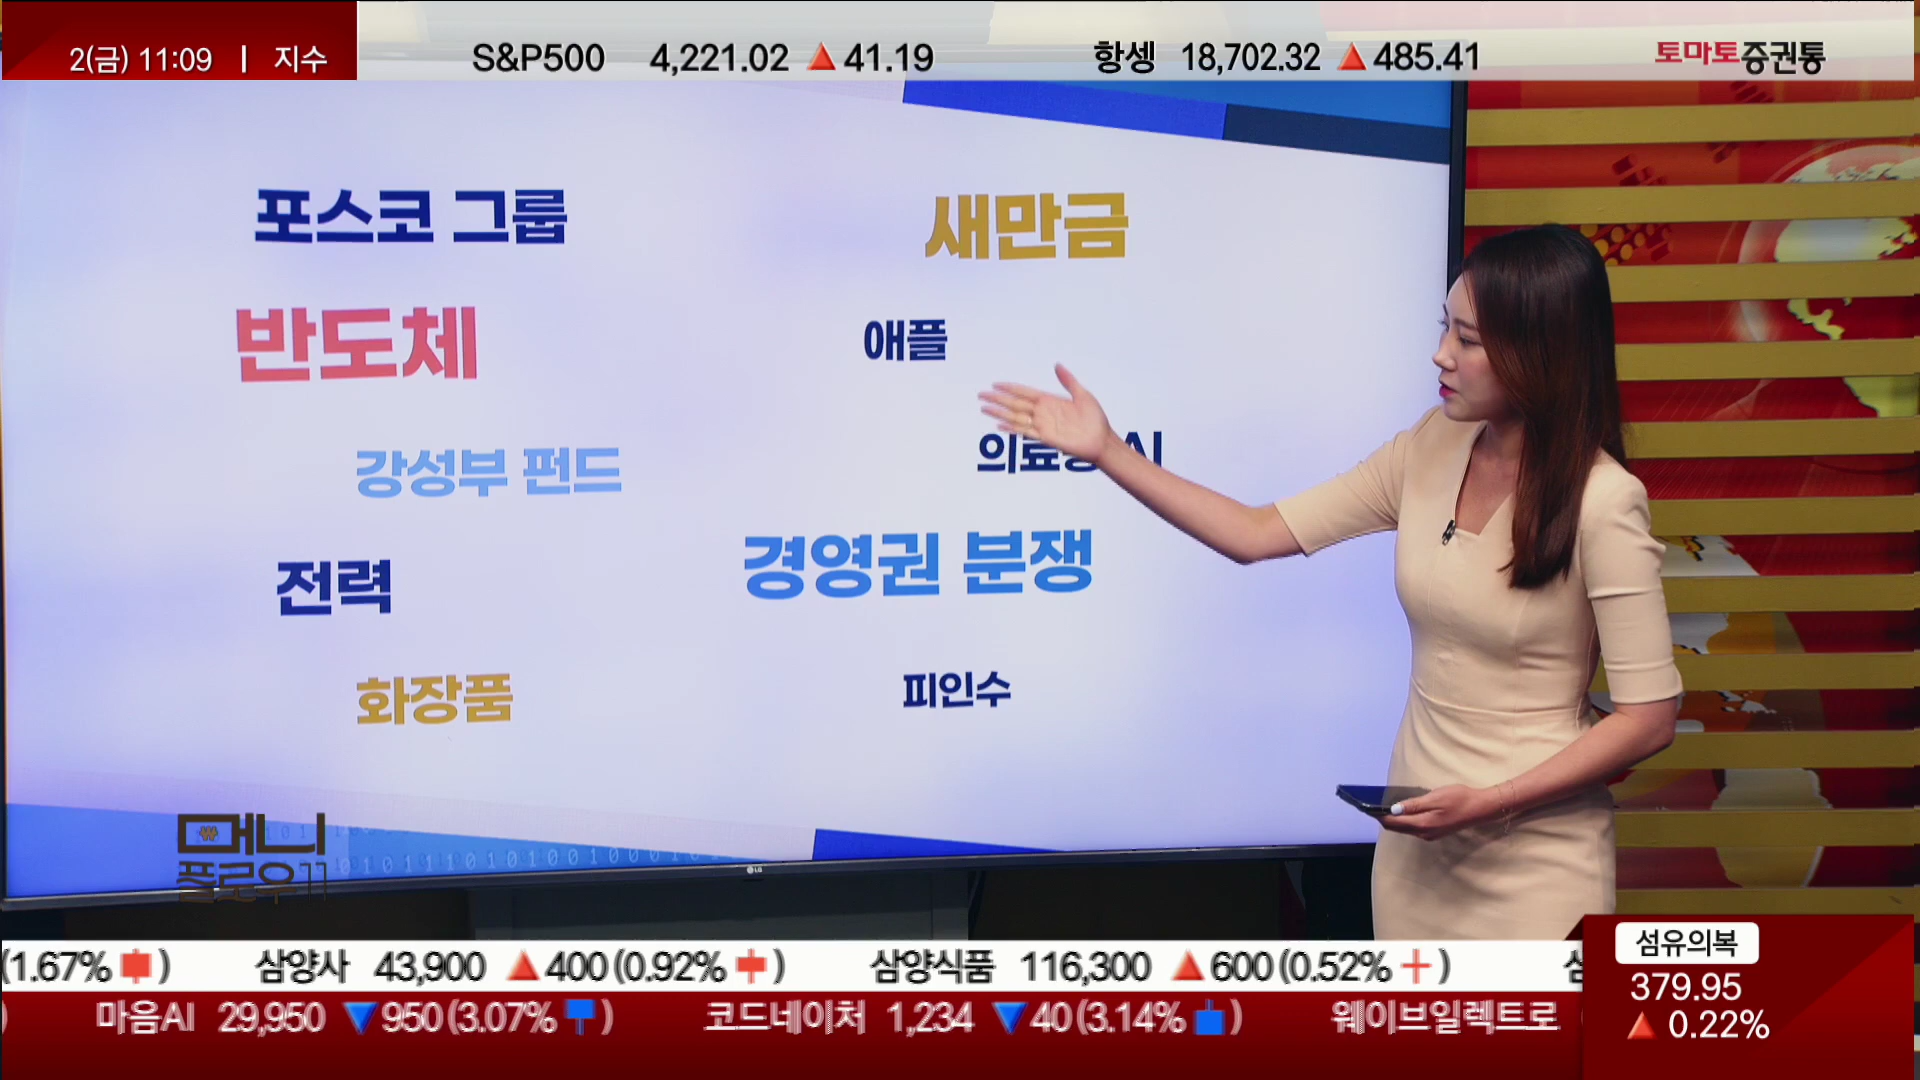 2(금) 11:09 | 지수 S&P500 4,221.02 ▲ 41.19 항셍 18,702.32 ▲ 485.41 토마토증권통
포스코 그룹 새만금
반도체 애플
강성부 펀드 의료
전력 경영권 분쟁
화장품 피인수
머니
플로우11
LG
(1.67% ) 삼양사 43,900 ▲ 400 (0.92% ) 삼양식품 116,300 ▲ 600 (0.52% )
마음AI 29,950 ▼ 950 (3.07% ) 코드네이처 1,234 ▼ 40 (3.14% ) 웨이브일렉트로
섬유의복
379.95
▲ 0.22%